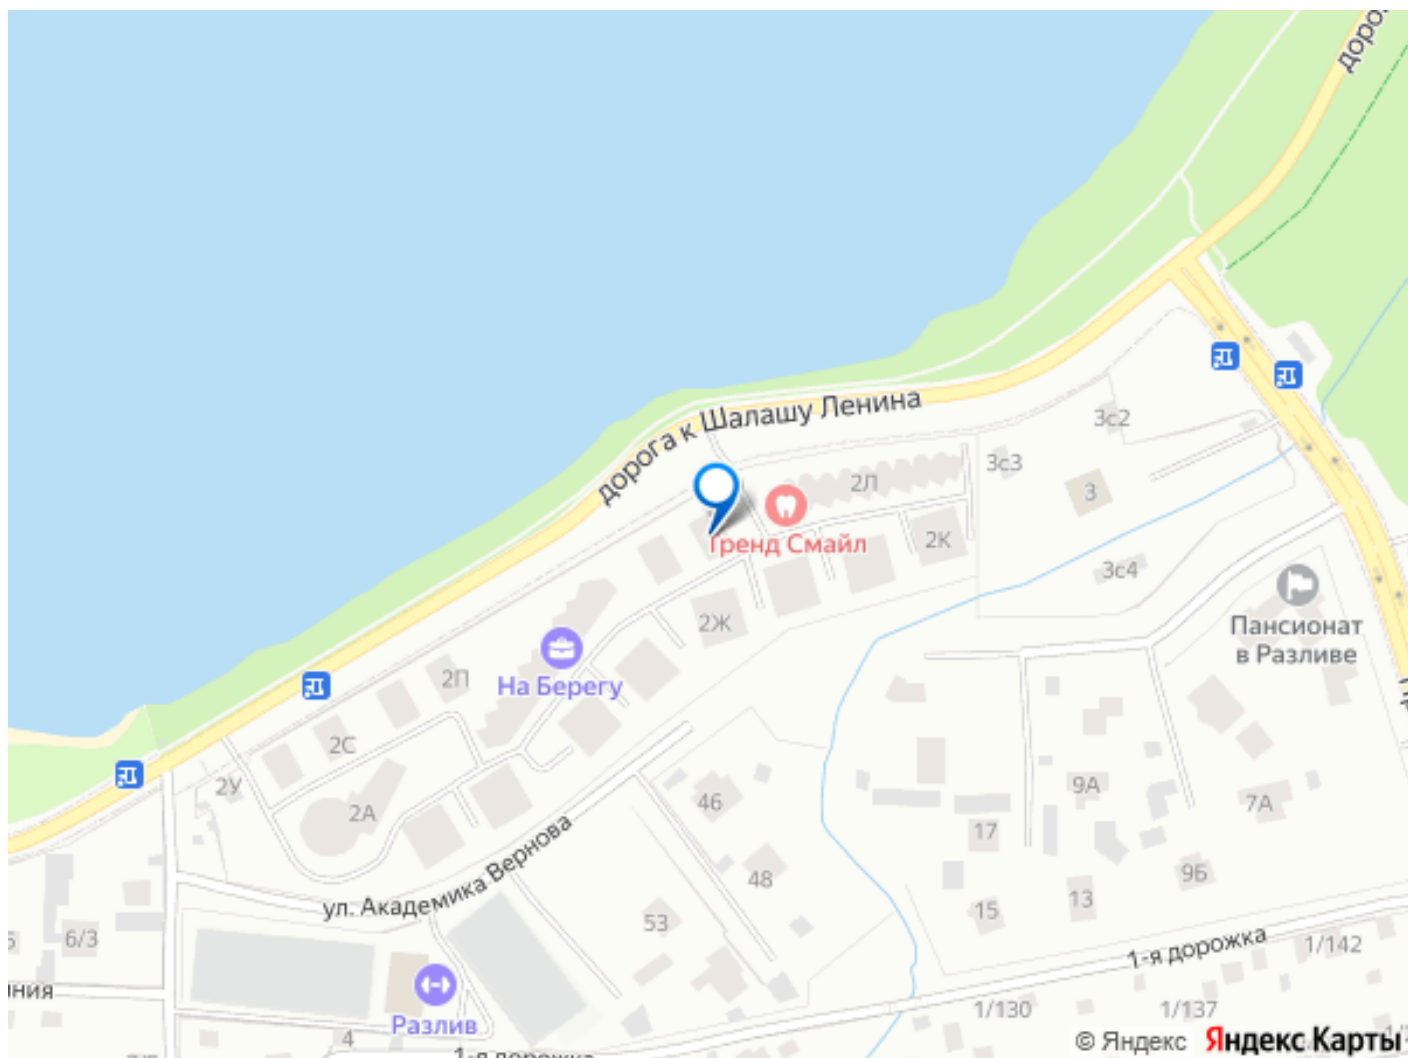 дорога к Шалашу Ленина
3с2
3с3
2Л
3
2К
Тренд Смайл
3с4
2Ж
Пансионат
в Разливе
2П
На Берегу
2С
2У
2А
46
9А
7А
17
48
9Б
ул. Академика Вернова
53
15
13
6/3
1-я дорожка
1/142
1/130
1/137
Разлив
4
1-я дорожка
© Яндекс Яндекс Карты